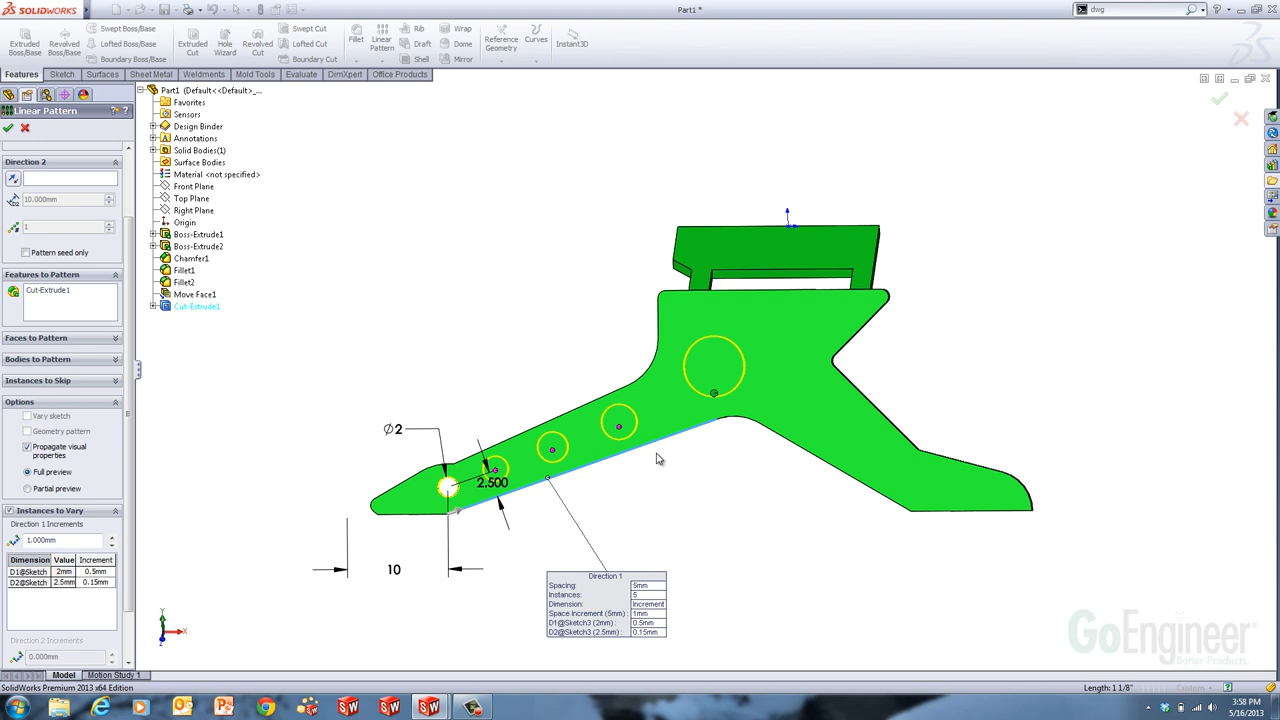 SOLIDWORKS
Part1 *
dwg
Extruded Boss/Base
Revolved Boss/Base
Swept Boss/Base
Lofted Boss/Base
Boundary Boss/Base
Extruded Cut
Hole Wizard
Revolved Cut
Swept Cut
Lofted Cut
Boundary Cut
Fillet
Linear Pattern
Rib
Draft
Shell
Wrap
Dome
Mirror
Reference Geometry
Curves
Instant3D
Features Sketch Surfaces Sheet Metal Weldments Mold Tools Evaluate DimXpert Office Products
Linear Pattern
Direction 2
10.000mm
1
Pattern seed only
Features to Pattern
Cut-Extrude1
Faces to Pattern
Bodies to Pattern
Instances to Skip
Options
Vary sketch
Geometry pattern
Propagate visual
properties
Full preview
Partial preview
Instances to Vary
Direction 1 Increments
1.000mm
Dimension Value Increment
D1@Sketch 2mm 0.5mm
D2@Sketch 2.5mm 0.15mm
Direction 2 Increments
0.000mm
Part1 (Default<<Default>_...
Favorites
Sensors
Design Binder
Annotations
Solid Bodies(1)
Surface Bodies
Material <not specified>
Front Plane
Top Plane
Right Plane
Origin
Boss-Extrude1
Boss-Extrude2
Chamfer1
Fillet1
Fillet2
Move Face1
Cut-Extrude1
Ø2
2.500
10
Direction 1
Spacing: 5mm
Instances: 5
Dimension: Increment
Space Increment (5mm) : 1mm
D1@Sketch3 (2mm) : 0.5mm
D2@Sketch3 (2.5mm) : 0.15mm
Y
X
Z
GoEngineer
Better Products.
Model Motion Study 1
SolidWorks Premium 2013 x64 Edition
Length: 1 1/8"
Custom
3:58 PM
5/16/2013